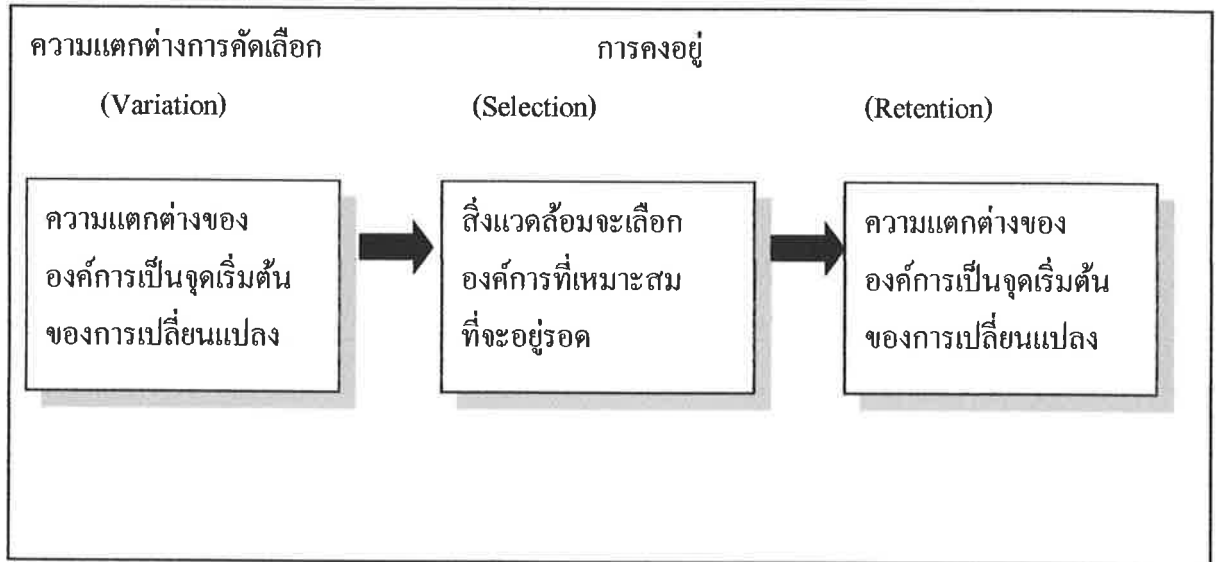 ความแตกต่างการคัดเลือก การคงอยู่
(Variation) (Selection) (Retention)
ความแตกต่างของ
องค์การเป็นจุดเริ่มต้น
ของการเปลี่ยนแปลง
สิ่งแวดล้อมจะเลือก
องค์การที่เหมาะสม
ที่จะอยู่รอด
ความแตกต่างของ
องค์การเป็นจุดเริ่มต้น
ของการเปลี่ยนแปลง